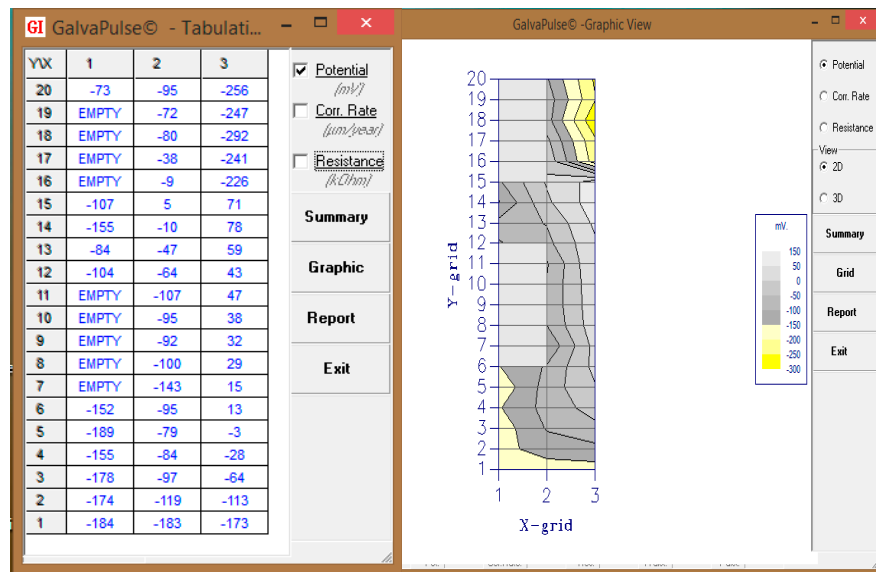 GI GalvaPulse© - Tabulati...
Y\X 1 2 3
20 -73 -95 -256
19 EMPTY -72 -247
18 EMPTY -80 -292
17 EMPTY -38 -241
16 EMPTY -9 -226
15 -107 5 71
14 -155 -10 78
13 -84 -47 59
12 -104 -64 43
11 EMPTY -107 47
10 EMPTY -95 38
9 EMPTY -92 32
8 EMPTY -100 29
7 EMPTY -143 15
6 -152 -95 13
5 -189 -79 -3
4 -155 -84 -28
3 -178 -97 -64
2 -174 -119 -113
1 -184 -183 -173
Potential
(mV)
Corr. Rate
(µm/year)
Resistance
(kOhm)
Summary
Graphic
Report
Exit
GalvaPulse© -Graphic View
20
19
18
17
16
15
14
13
12
11
10
9
8
7
6
5
4
3
2
1
Y-grid
1 2 3
X-grid
mV.
150
50
0
-50
-100
-150
-200
-250
-300
Potential
Corr. Rate
Resistance
View
2D
3D
Summary
Grid
Report
Exit